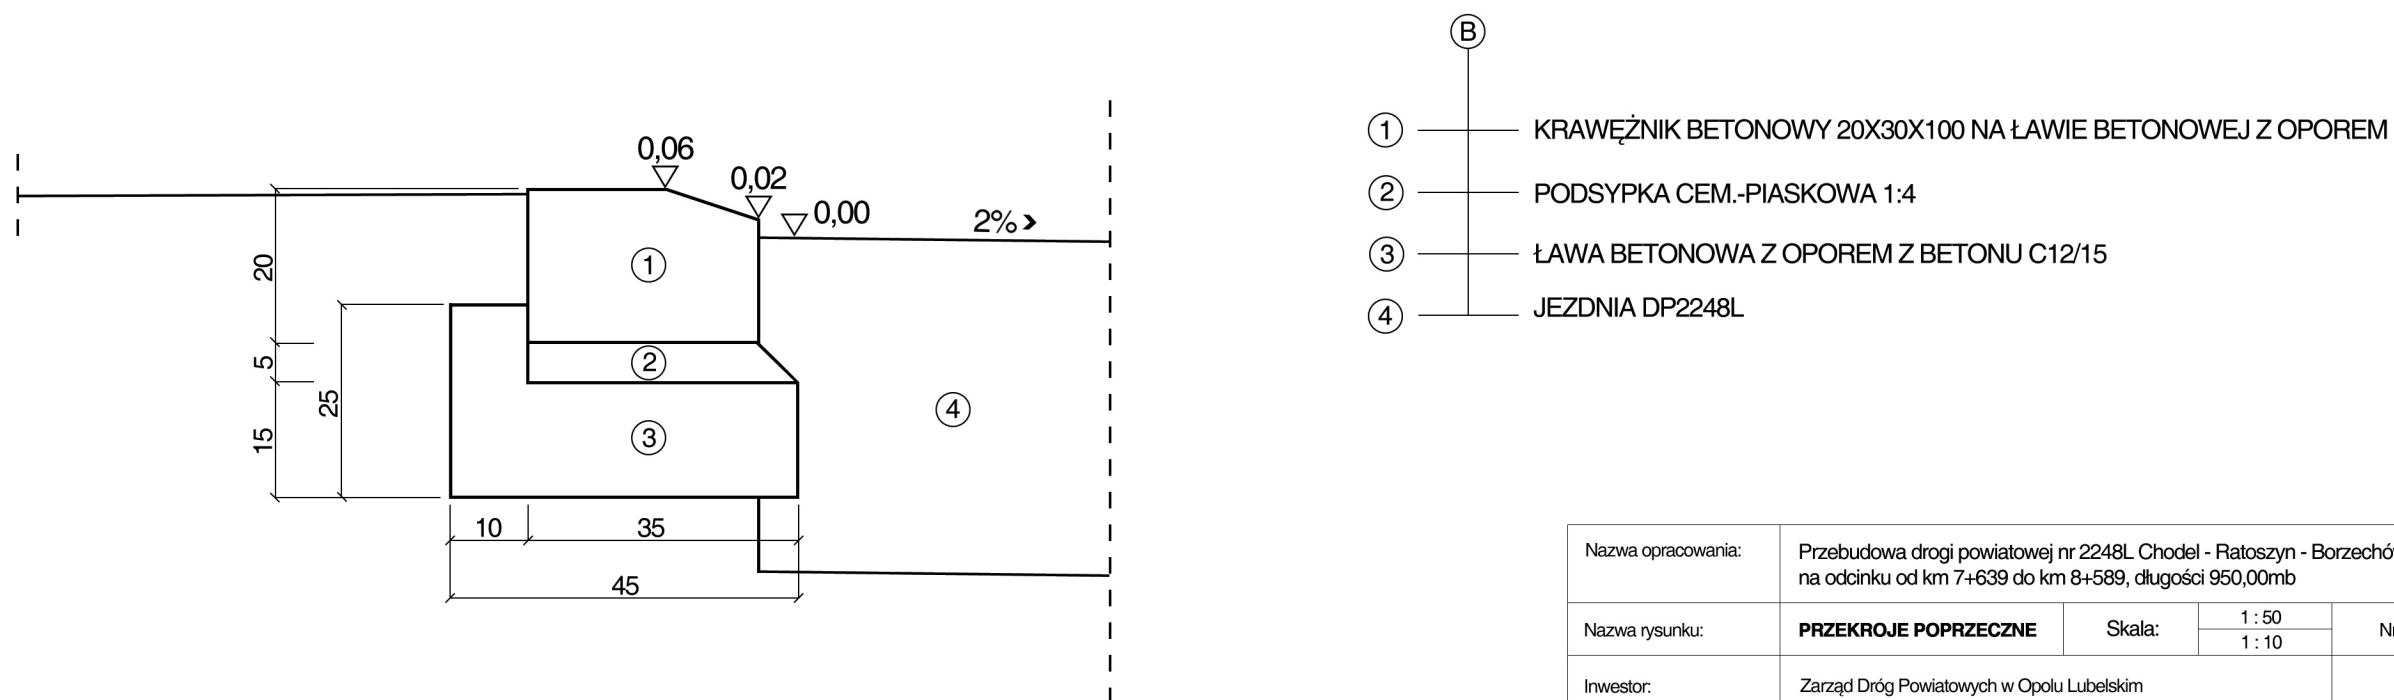 0,06
0,02
0,00
2%
20
5
15
25
1
2
3
4
10
35
45
B
1 KRAWĘŻNIK BETONOWY 20X30X100 NA ŁAWIE BETONOWEJ Z OPOREM
2 PODSYPKA CEM.-PIASKOWA 1:4
3 ŁAWA BETONOWA Z OPOREM Z BETONU C12/15
4 JEZDNIA DP2248L
Nazwa opracowania: Przebudowa drogi powiatowej nr 2248L Chodel - Ratoszyn -
na odcinku od km 7+639 do km 8+589, długości 950,00mb
Nazwa rysunku: PRZEKROJE POPRZECZNE Skala: 1 : 50
1 : 10
Inwestor: Zarząd Dróg Powiatowych w Opolu Lubelskim